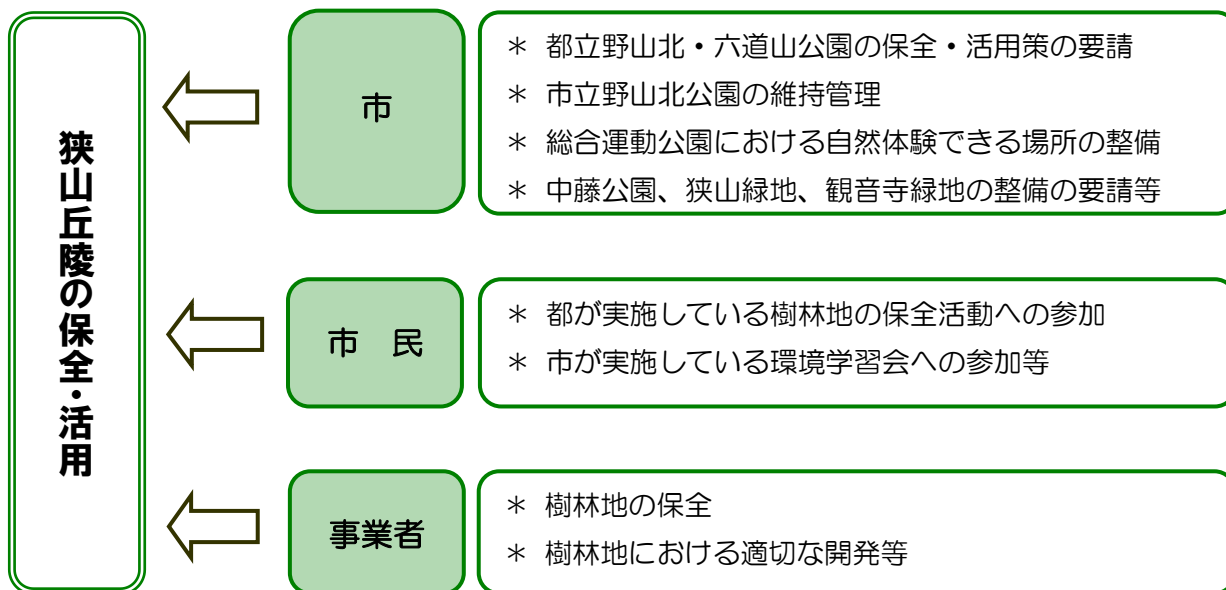 狭山丘陵の保全・活用
市
＊ 都立野山北・六道山公園の保全・活用策の要請
＊ 市立野山北公園の維持管理
＊ 総合運動公園における自然体験できる場所の整備
＊ 中藤公園、狭山緑地、観音寺緑地の整備の要請等
市　民
＊ 都が実施している樹林地の保全活動への参加
＊ 市が実施している環境学習会への参加等
事業者
＊ 樹林地の保全
＊ 樹林地における適切な開発等